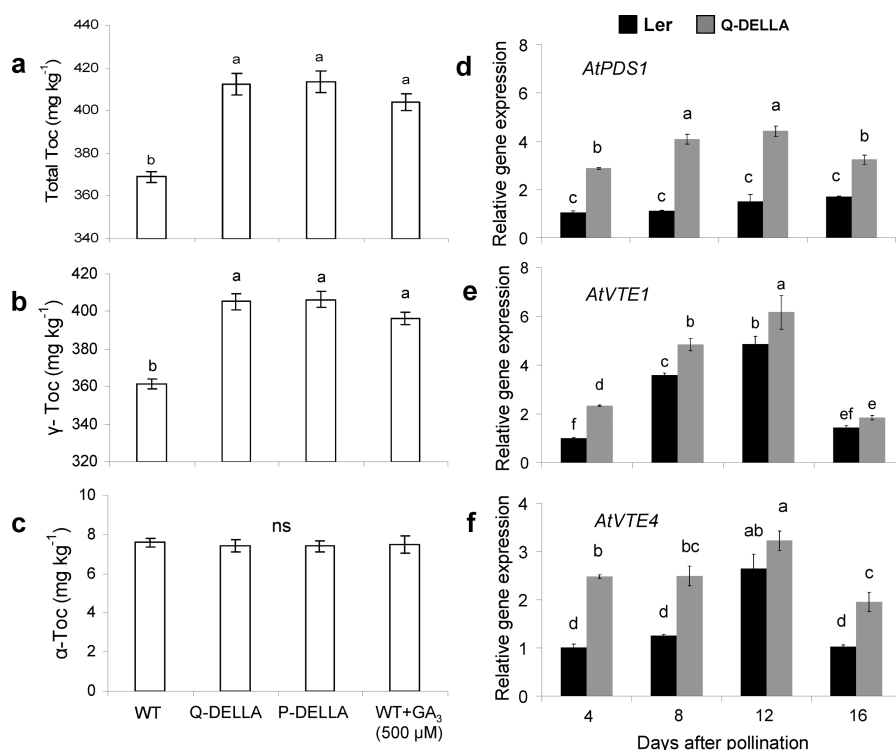 Ler Q-DELLA
a
Total Toc (mg kg⁻¹)
440
420
400
380
360
340
b
a
a
a
b
γ- Toc (mg kg⁻¹)
420
400
380
360
340
320
b
a
a
a
c
α-Toc (mg kg⁻¹)
10
8
6
4
2
0
ns
WT Q-DELLA P-DELLA WT+GA₃
(500 µM)
d
AtPDS1
Relative gene expression
8
6
4
2
0
c b c a c a c b
e
AtVTE1
Relative gene expression
8
6
4
2
0
f d c b b a ef e
f
AtVTE4
Relative gene expression
4
3
2
1
0
d b d bc ab a d c
4 8 12 16
Days after pollination